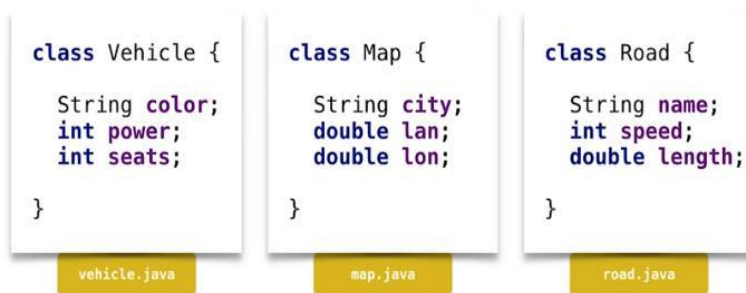 class Vehicle {
String color;
int power;
int seats;
}
vehicle.java
class Map {
String city;
double lan;
double lon;
}
map.java
class Road {
String name;
int speed;
double length;
}
road.java